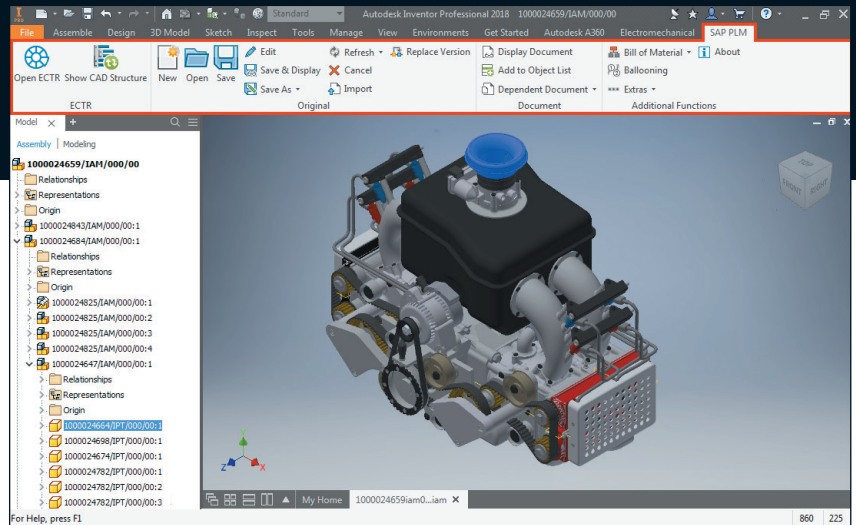 I PRO Standard Autodesk Inventor Professional 2018 1000024659/IAM/000/00
File Assemble Design 3D Model Sketch Inspect Tools Manage View Environments Get Started Autodesk A360 Electromechanical SAP PLM
Open ECTR Show CAD Structure New Open Save
Edit Refresh Replace Version Display Document Bill of Material About
Save & Display Cancel Add to Object List Ballooning
Save As Import Dependent Document Extras
ECTR Original Document Additional Functions
Model
Assembly Modeling
1000024659/IAM/000/00
Relationships
Representations
Origin
1000024843/IAM/000/00:1
1000024684/IAM/000/00:1
Relationships
Representations
Origin
1000024825/IAM/000/00:1
1000024825/IAM/000/00:2
1000024825/IAM/000/00:3
1000024825/IAM/000/00:4
1000024647/IAM/000/00:1
Relationships
Representations
Origin
1000024664/IPT/000/00:1
1000024698/IPT/000/00:1
1000024674/IPT/000/00:1
1000024782/IPT/000/00:1
1000024782/IPT/000/00:2
1000024782/IPT/000/00:3
TOP
FRONT RIGHT
Y
Z X
My Home 1000024659iam0...iam
For Help, press F1 860 225